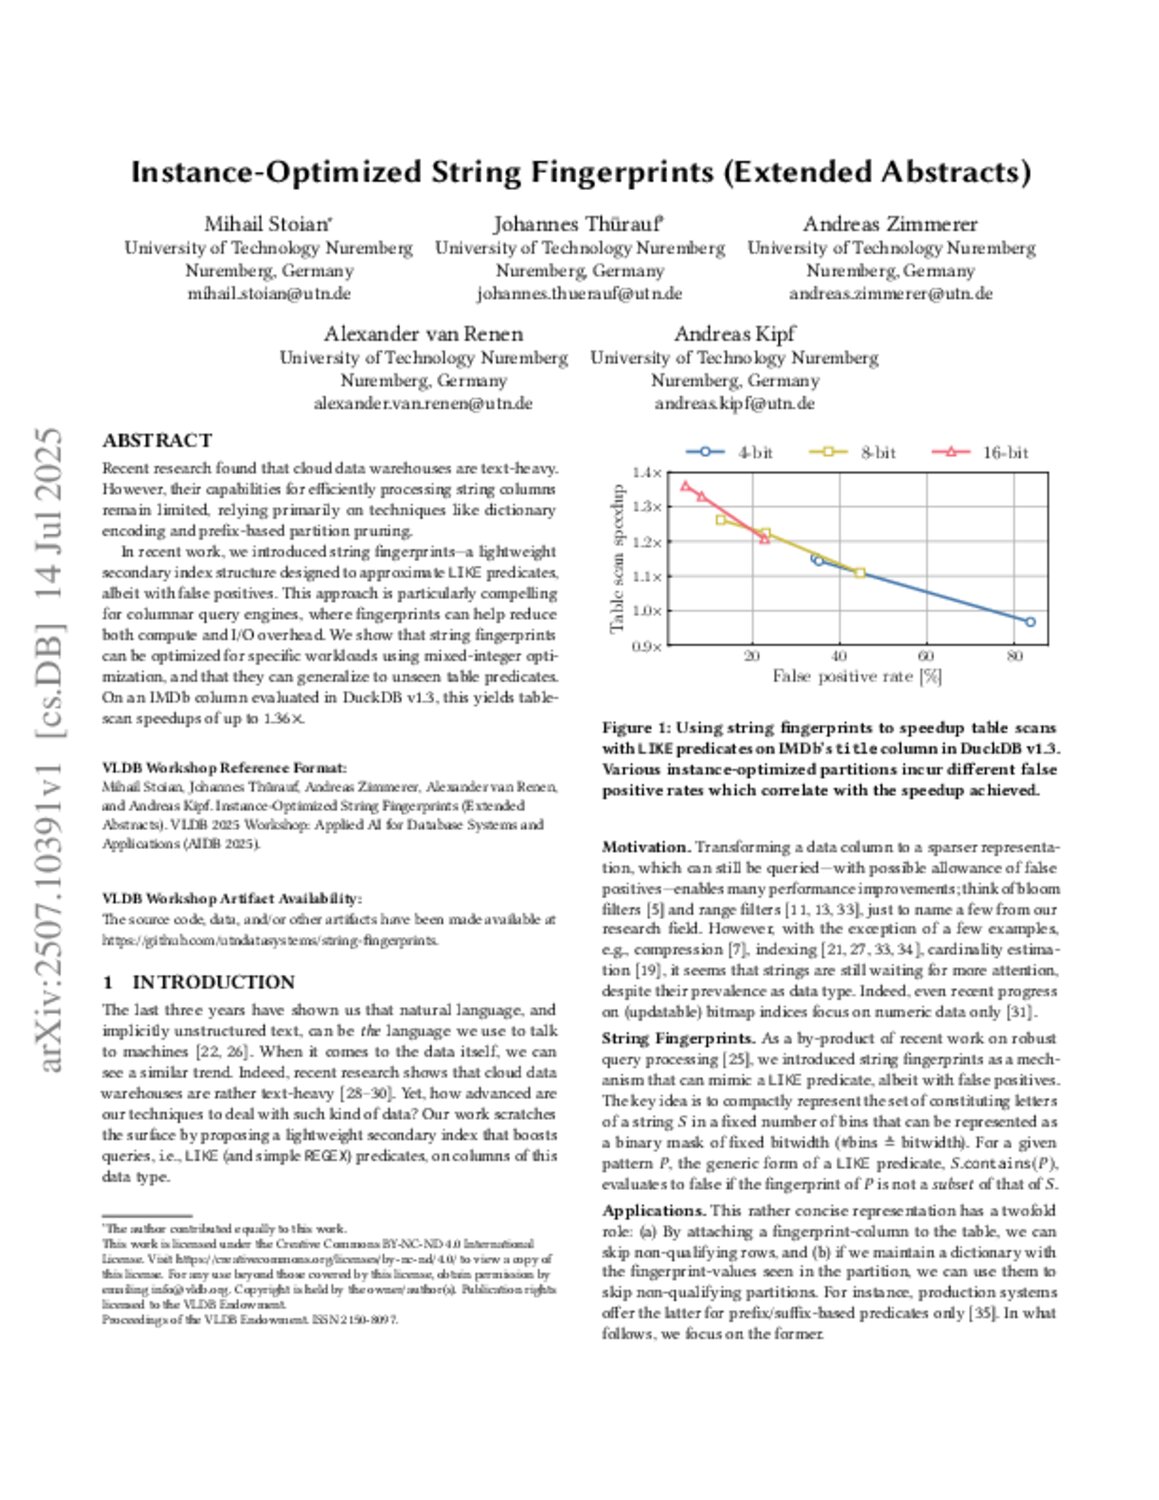 arXiv:2507.10391v1 [cs.DB] 14 Jul 2025
Instance-Optimized String Fingerprints (Extended Abstracts)
Mihail Stoian*
University of Technology Nuremberg
Nuremberg, Germany
mihail.stoian@utn.de
Johannes Thürauf*
University of Technology Nuremberg
Nuremberg, Germany
johannes.thuerauf@utn.de
Andreas Zimmerer
University of Technology Nuremberg
Nuremberg, Germany
andreas.zimmerer@utn.de
Alexander van Renen
University of Technology Nuremberg
Nuremberg, Germany
alexander.van.renen@utn.de
Andreas Kipf
University of Technology Nuremberg
Nuremberg, Germany
andreas.kipf@utn.de
ABSTRACT
Recent research found that cloud data warehouses are text-heavy.
However, their capabilities for efficiently processing string columns
remain limited, relying primarily on techniques like dictionary
encoding and prefix-based partition pruning.
In recent work, we introduced string fingerprints—a lightweight
secondary index structure designed to approximate LIKE predicates,
albeit with false positives. This approach is particularly compelling
for columnar query engines, where fingerprints can help reduce
both compute and I/O overhead. We show that string fingerprints
can be optimized for specific workloads using mixed-integer opti-
mization, and that they can generalize to unseen table predicates.
On an IMDb column evaluated in DuckDB v1.3, this yields table-
scan speedups of up to 1.36×.
VLDB Workshop Reference Format:
Mihail Stoian, Johannes Thürauf, Andreas Zimmerer, Alexander van Renen,
and Andreas Kipf. Instance-Optimized String Fingerprints (Extended
Abstracts). VLDB 2025 Workshop: Applied AI for Database Systems and
Applications (AIDB 2025).
VLDB Workshop Artifact Availability:
The source code, data, and/or other artifacts have been made available at
https://github.com/utndatasystems/string-fingerprints.
1 INTRODUCTION
The last three years have shown us that natural language, and
implicitly unstructured text, can be the language we use to talk
to machines [22, 26]. When it comes to the data itself, we can
see a similar trend. Indeed, recent research shows that cloud data
warehouses are rather text-heavy [28–30]. Yet, how advanced are
our techniques to deal with such kind of data? Our work scratches
the surface by proposing a lightweight secondary index that boosts
queries, i.e., LIKE (and simple REGEX) predicates, on columns of this
data type.
*The author contributed equally to this work.
This work is licensed under the Creative Commons BY-NC-ND 4.0 International
License. Visit https://creativecommons.org/licenses/by-nc-nd/4.0/ to view a copy of
this license. For any use beyond those covered by this license, obtain permission by
emailing info@vldb.org. Copyright is held by the owner/author(s). Publication rights
licensed to the VLDB Endowment.
Proceedings of the VLDB Endowment. ISSN 2150-8097.
4-bit 8-bit 16-bit
1.4×
1.3×
1.2×
1.1×
1.0×
0.9×
Table scan speedup
20 40 60 80
False positive rate [%]
Figure 1: Using string fingerprints to speedup table scans
with LIKE predicates on IMDb's title column in DuckDB v1.3.
Various instance-optimized partitions incur different false
positive rates which correlate with the speedup achieved.
Motivation. Transforming a data column to a sparser representa-
tion, which can still be queried—with possible allowance of false
positives—enables many performance improvements; think of bloom
filters [5] and range filters [11, 13, 33], just to name a few from our
research field. However, with the exception of a few examples,
e.g., compression [7], indexing [21, 27, 33, 34], cardinality estima-
tion [19], it seems that strings are still waiting for more attention,
despite their prevalence as data type. Indeed, even recent progress
on (updatable) bitmap indices focus on numeric data only [31].
String Fingerprints. As a by-product of recent work on robust
query processing [25], we introduced string fingerprints as a mech-
anism that can mimic a LIKE predicate, albeit with false positives.
The key idea is to compactly represent the set of constituting letters
of a string S in a fixed number of bins that can be represented as
a binary mask of fixed bitwidth (#bins ≙ bitwidth). For a given
pattern P, the generic form of a LIKE predicate, S.contains(P),
evaluates to false if the fingerprint of P is not a subset of that of S.
Applications. This rather concise representation has a twofold
role: (a) By attaching a fingerprint-column to the table, we can
skip non-qualifying rows, and (b) if we maintain a dictionary with
the fingerprint-values seen in the partition, we can use them to
skip non-qualifying partitions. For instance, production systems
offer the latter for prefix/suffix-based predicates only [35]. In what
follows, we focus on the former.